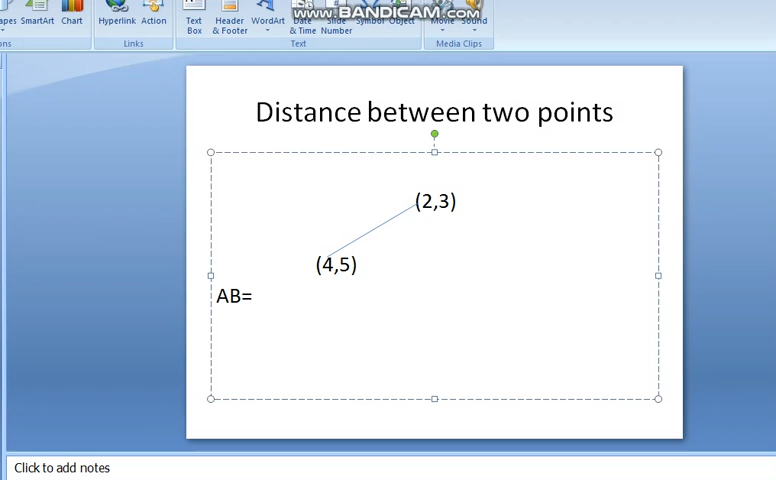 www.BANDICAM.com
SmartArt Chart Hyperlink Action Text Box Header & Footer WordArt Date & Time Slide Number Symbol Object Movie Sound
Links Text Media Clips
Distance between two points
(2,3)
(4,5)
AB=
Click to add notes